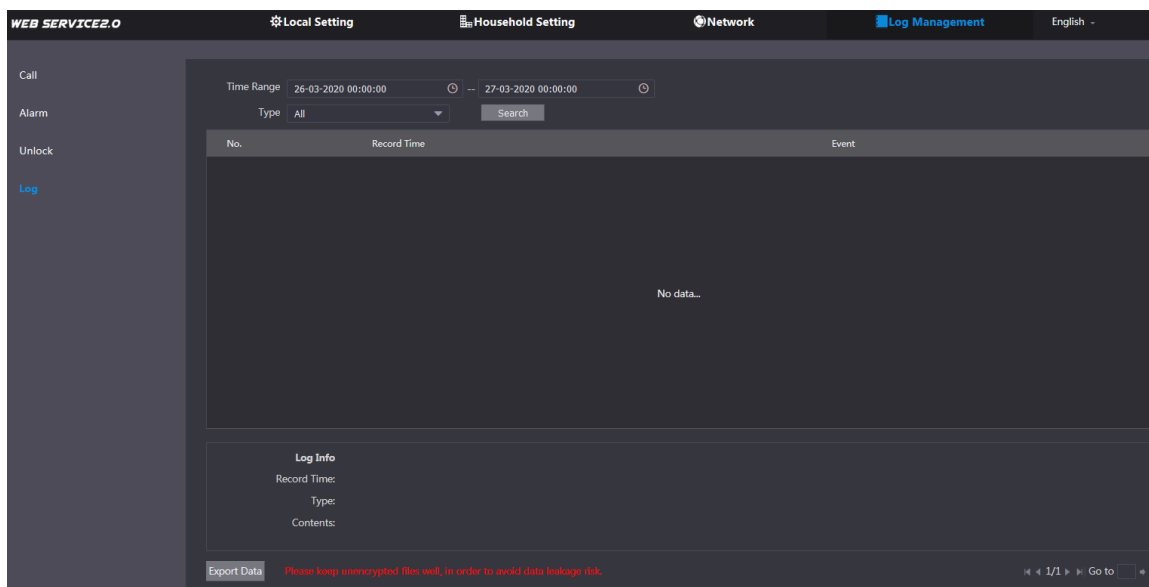 WEB SERVICE2.0 Local Setting Household Setting Network Log Management English
Call
Alarm
Unlock
Log
Time Range 26-03-2020 00:00:00 -- 27-03-2020 00:00:00
Type All Search
No. Record Time Event
No data...
Log Info
Record Time:
Type:
Contents:
Export Data Please keep unencrypted files well, in order to avoid data leakage risk. 1/1 Go to